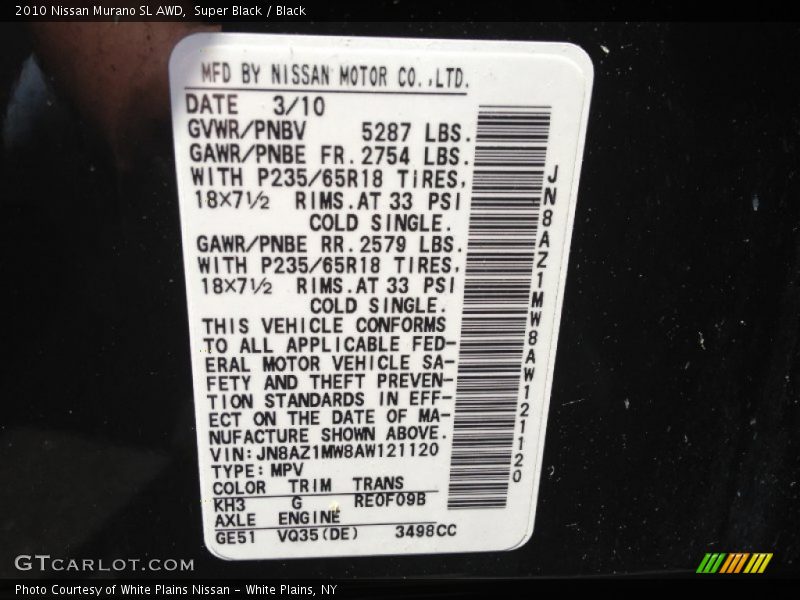 2010 Nissan Murano SL AWD, Super Black / Black
MFD BY NISSAN MOTOR CO.,LTD.
DATE 3/10
GVWR/PNBV 5287 LBS.
GAWR/PNBE FR. 2754 LBS.
WITH P235/65R18 TIRES,
18×7½ RIMS. AT 33 PSI
COLD SINGLE.
GAWR/PNBE RR. 2579 LBS.
WITH P235/65R18 TIRES,
18×7½ RIMS. AT 33 PSI
COLD SINGLE.
THIS VEHICLE CONFORMS
TO ALL APPLICABLE FED-
ERAL MOTOR VEHICLE SA-
FETY AND THEFT PREVEN-
TION STANDARDS IN EFF-
ECT ON THE DATE OF MA-
NUFACTURE SHOWN ABOVE.
VIN: JN8AZ1MW8AW121120
TYPE: MPV
COLOR TRIM TRANS
KH3 G RE0F09B
AXLE ENGINE
GE51 VQ35(DE) 3498CC
JN8AZ1MW8AW121120
GTCARLOT.COM
Photo Courtesy of White Plains Nissan - White Plains, NY